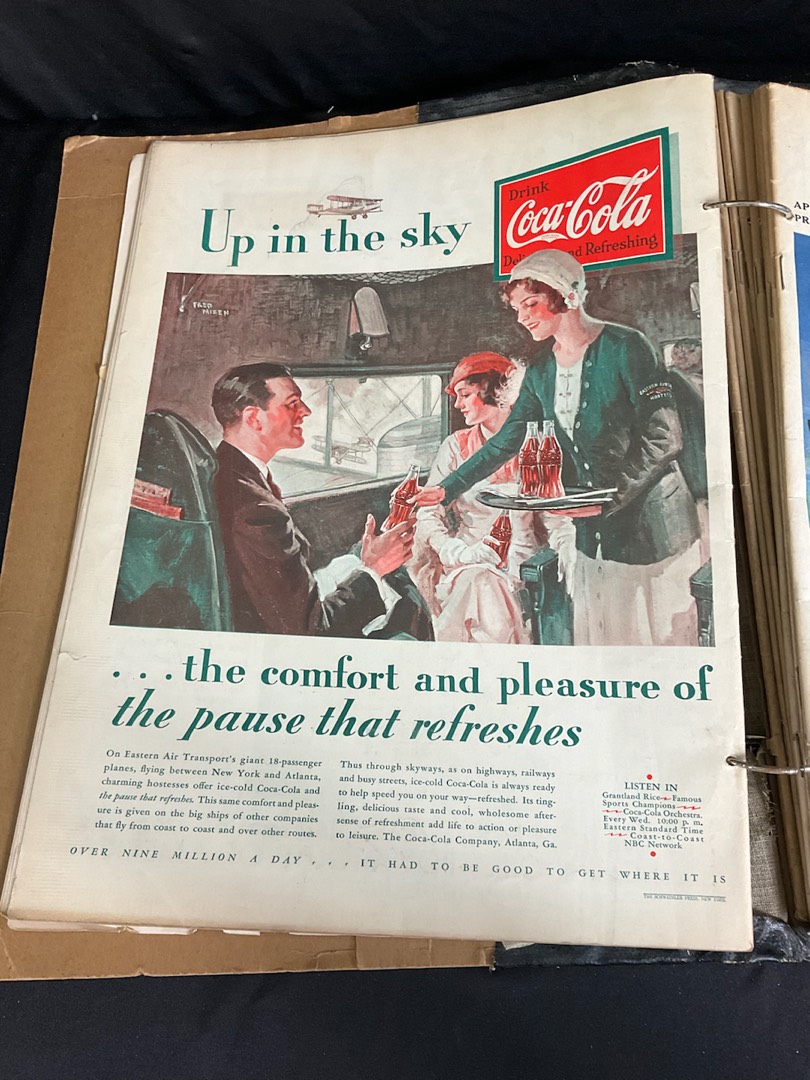 Up in the sky
Drink
Coca-Cola
and Refreshing
FRED
MIZEN
EASTERN
. . . the comfort and pleasure of
the pause that refreshes
On Eastern Air Transport's giant 18-passenger
planes, flying between New York and Atlanta,
charming hostesses offer ice-cold Coca-Cola and
the pause that refreshes. This same comfort and pleas-
ure is given on the big ships of other companies
that fly from coast to coast and over other routes.
Thus through skyways, as on highways, railways
and busy streets, ice-cold Coca-Cola is always ready
to help speed you on your way—refreshed. Its ting-
ling, delicious taste and cool, wholesome after-
sense of refreshment add life to action or pleasure
to leisure. The Coca-Cola Company, Atlanta, Ga.
LISTEN IN
Grantland Rice Famous
Sports Champions
Coca-Cola Orchestra.
Every Wed. 10:00 p. m.
Eastern Standard Time
Coast-to-Coast
NBC Network
OVER NINE MILLION A DAY . . . IT HAD TO BE GOOD TO GET WHERE IT IS
AP
PR